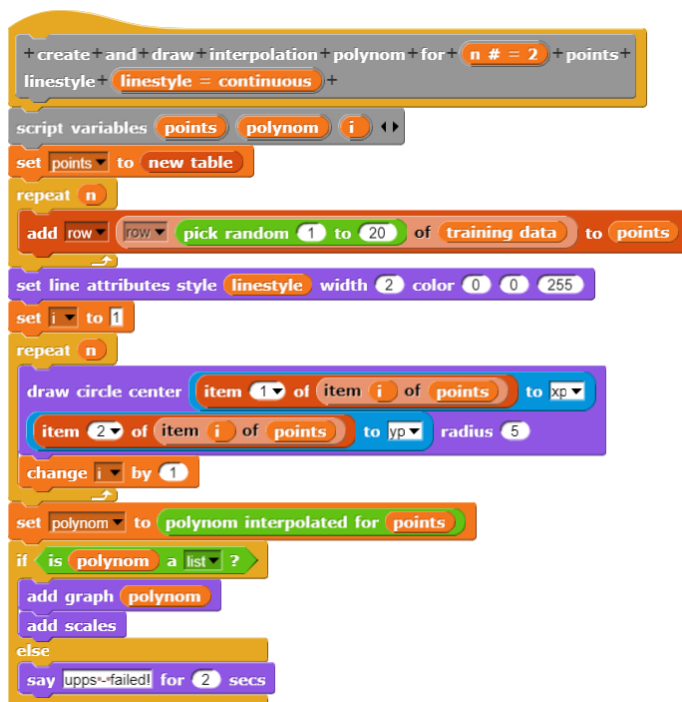 +create+and+draw+interpolation+polynom+for+ n # = 2 +points+
linestyle+ linestyle = continuous +
script variables points polynom i
set points to new table
repeat n
add row row pick random 1 to 20 of training data to points
set line attributes style linestyle width 2 color 0 0 255
set i to 1
repeat n
draw circle center item 1 of item i of points to xp
item 2 of item i of points to yp radius 5
change i by 1
set polynom to polynom interpolated for points
if is polynom a list ?
add graph polynom
add scales
else
say upps-failed! for 2 secs